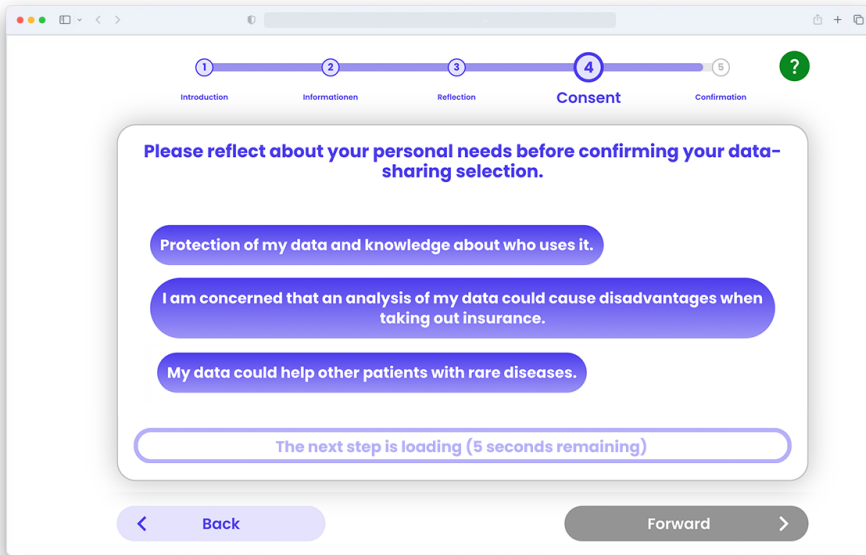 1
2
3
4
5
?
Introduction
Informationen
Reflection
Consent
Confirmation
Please reflect about your personal needs before confirming your data-
sharing selection.
Protection of my data and knowledge about who uses it.
I am concerned that an analysis of my data could cause disadvantages when
taking out insurance.
My data could help other patients with rare diseases.
The next step is loading (5 seconds remaining)
Back
Forward